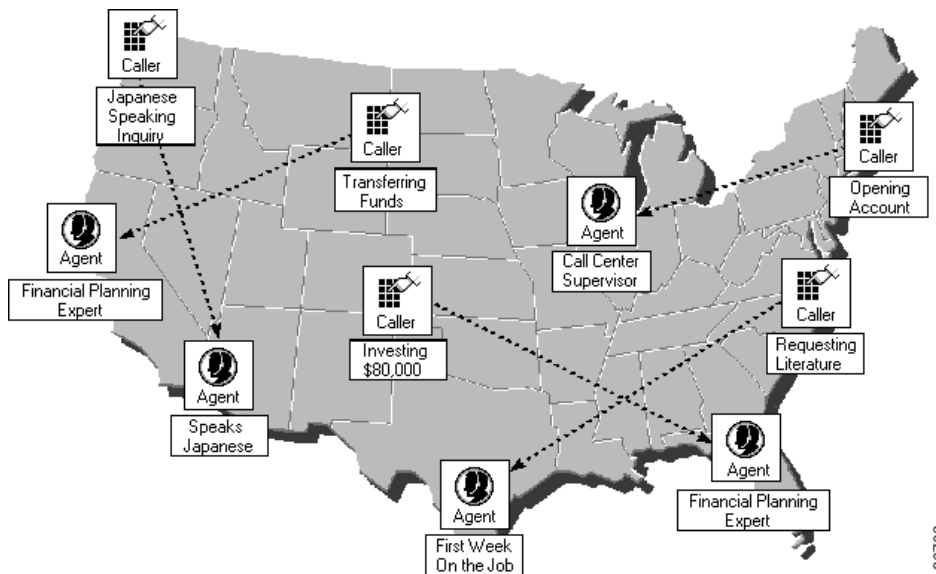 Caller
Japanese
Speaking
Inquiry
Caller
Transferring
Funds
Caller
Opening
Account
Agent
Financial Planning
Expert
Agent
Call Center
Supervisor
Caller
Investing
$80,000
Caller
Requesting
Literature
Agent
Speaks
Japanese
Agent
Financial Planning
Expert
Agent
First Week
On the Job